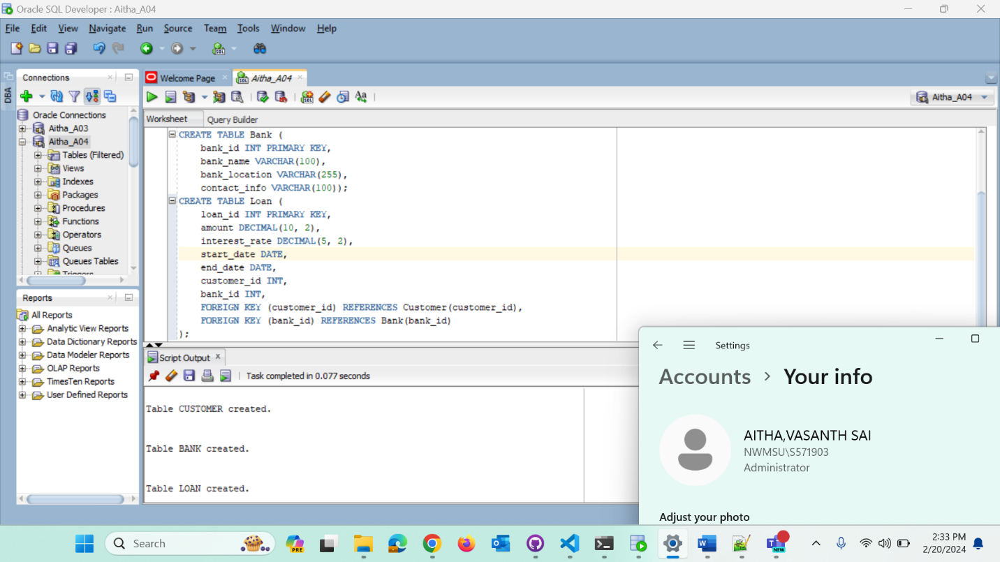 Oracle SQL Developer : Aitha_A04
File Edit View Navigate Run Source Team Tools Window Help
DBA
Connections
Oracle Connections
Aitha_A03
Aitha_A04
Tables (Filtered)
Views
Indexes
Packages
Procedures
Functions
Operators
Queues
Queues Tables
Triggers
Reports
All Reports
Analytic View Reports
Data Dictionary Reports
Data Modeler Reports
OLAP Reports
TimesTen Reports
User Defined Reports
Welcome Page Aitha_A04
Aitha_A04
Worksheet Query Builder
CREATE TABLE Bank (
bank_id INT PRIMARY KEY,
bank_name VARCHAR(100),
bank_location VARCHAR(255),
contact_info VARCHAR(100));
CREATE TABLE Loan (
loan_id INT PRIMARY KEY,
amount DECIMAL(10, 2),
interest_rate DECIMAL(5, 2),
start_date DATE,
end_date DATE,
customer_id INT,
bank_id INT,
FOREIGN KEY (customer_id) REFERENCES Customer(customer_id),
FOREIGN KEY (bank_id) REFERENCES Bank(bank_id)
);
Script Output
Task completed in 0.077 seconds
Table CUSTOMER created.
Table BANK created.
Table LOAN created.
Settings
Accounts > Your info
AITHA,VASANTH SAI
NWMSU\S571903
Administrator
Adjust your photo
Search
PRE
NEW
2:33 PM
2/20/2024